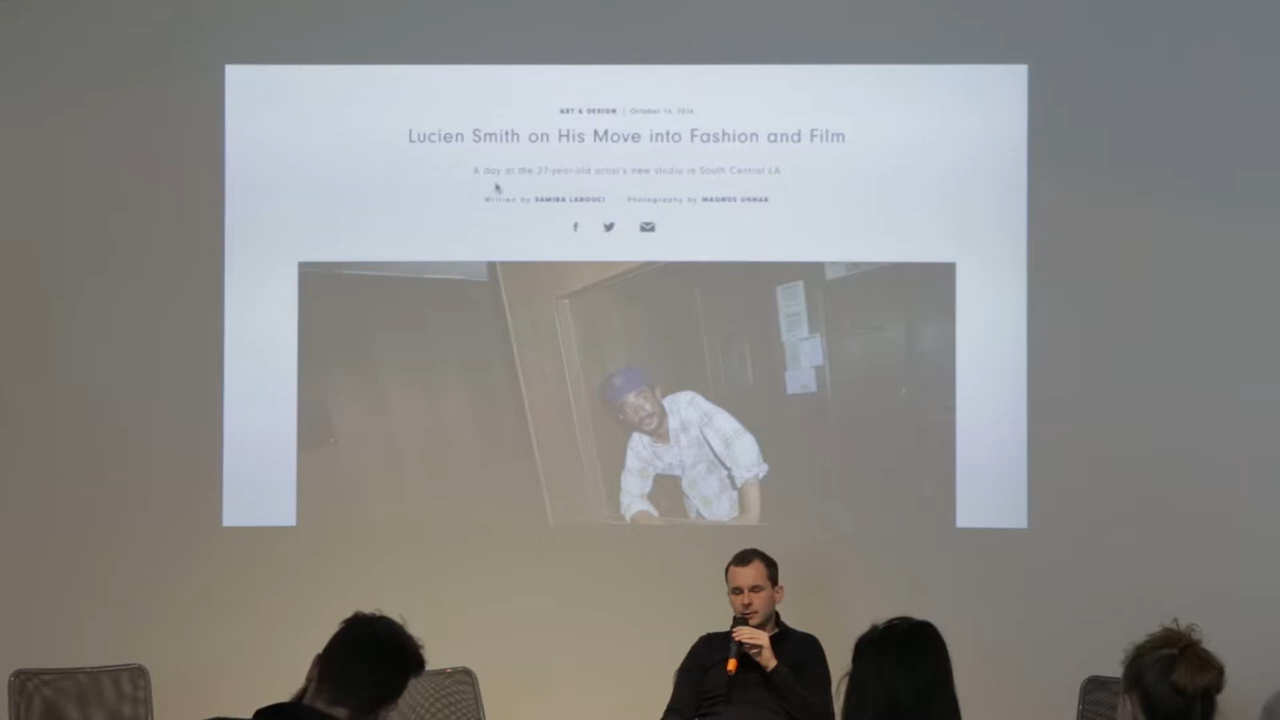 ART & DESIGN | October 14, 2016
Lucien Smith on His Move into Fashion and Film
A day at the 27-year-old artist's new studio in South Central LA
Written by SAMIRA LAROUCI Photography by MAGNUS UNNAR